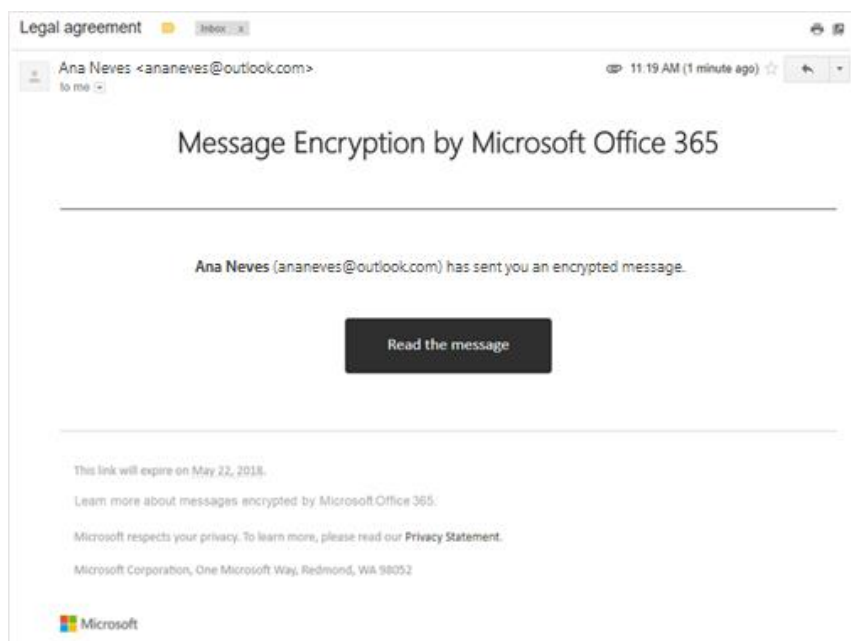 Legal agreement
Inbox x
Ana Neves <ananeves@outlook.com>
11:19 AM (1 minute ago)
to me
Message Encryption by Microsoft Office 365
Ana Neves (ananeves@outlook.com) has sent you an encrypted message.
Read the message
This link will expire on May 22, 2018.
Learn more about messages encrypted by Microsoft Office 365.
Microsoft respects your privacy. To learn more, please read our Privacy Statement.
Microsoft Corporation, One Microsoft Way, Redmond, WA 98052
Microsoft